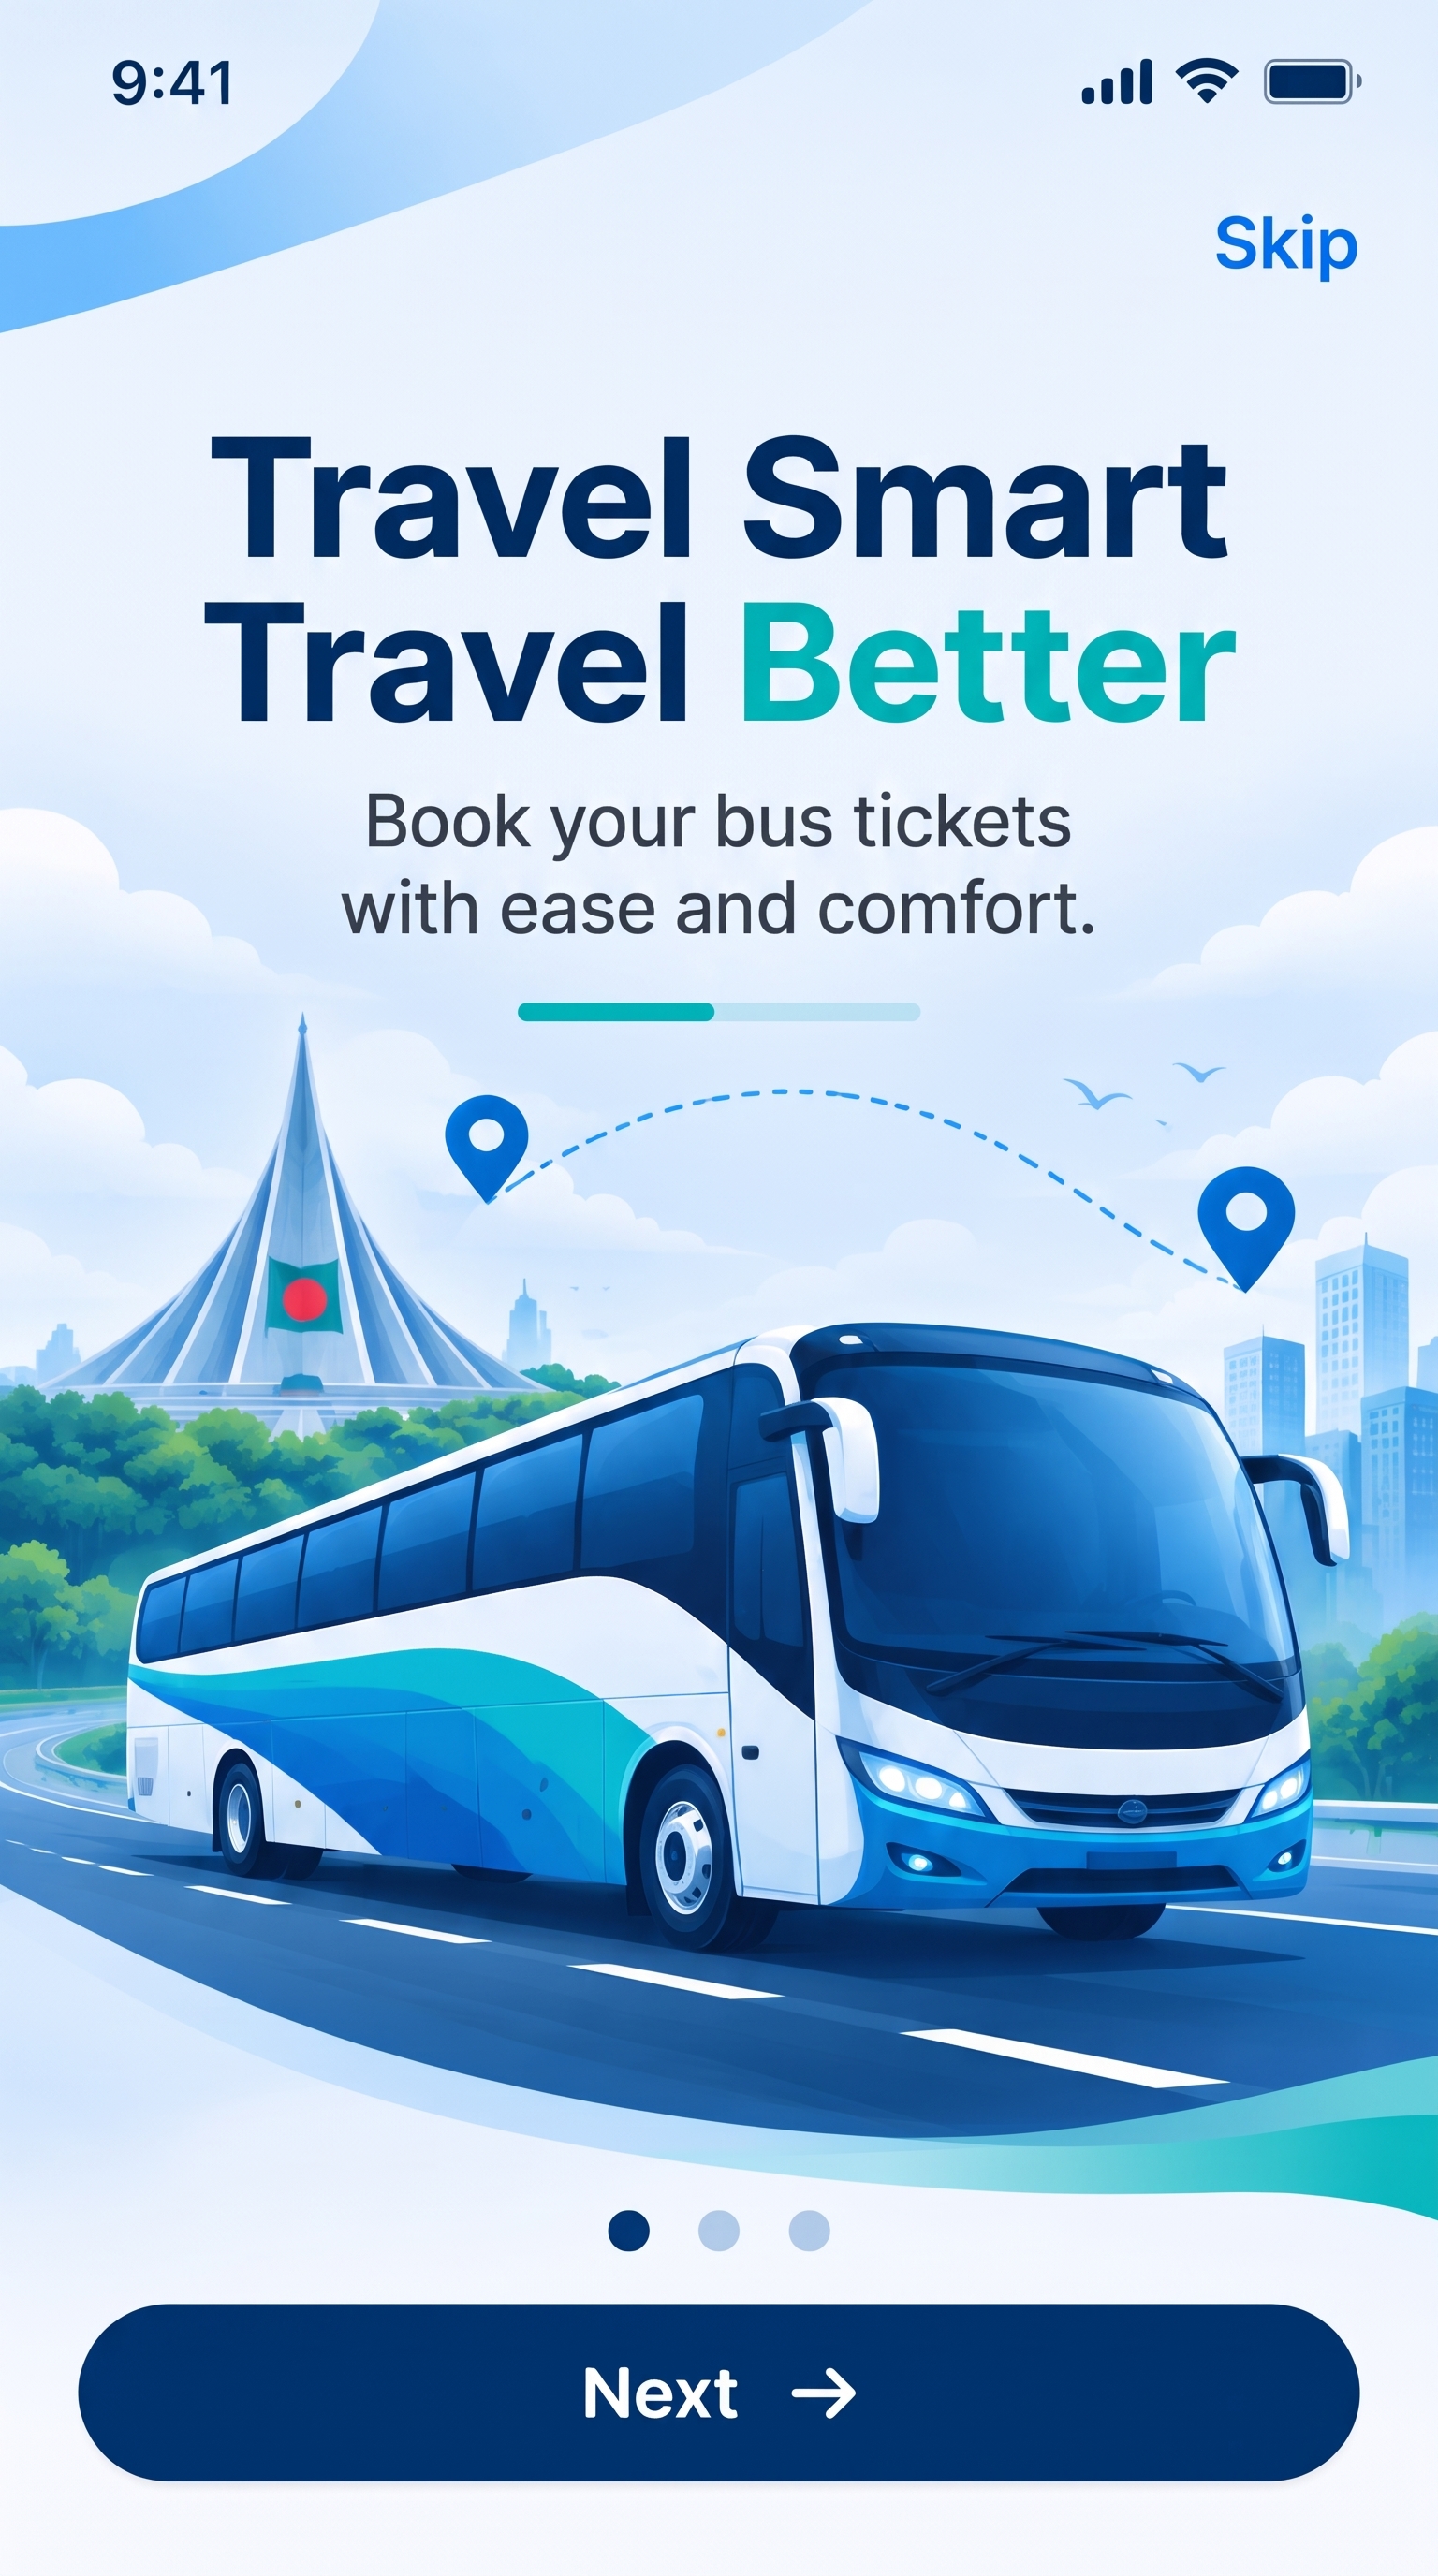 9:41
Skip
Travel Smart
Travel Better
Book your bus tickets
with ease and comfort.
Next →